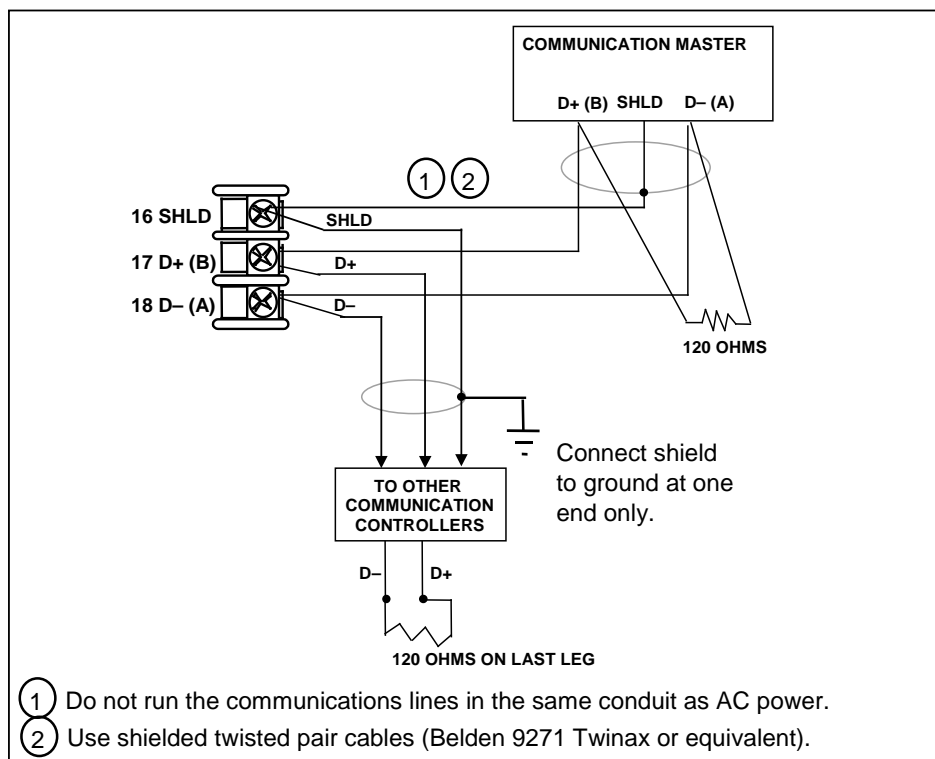 COMMUNICATION MASTER
D+ (B) SHLD D– (A)
1 2
16 SHLD
SHLD
17 D+ (B)
D+
18 D– (A)
D–
120 OHMS
Connect shield
to ground at one
end only.
TO OTHER
COMMUNICATION
CONTROLLERS
D– D+
120 OHMS ON LAST LEG
1 Do not run the communications lines in the same conduit as AC power.
2 Use shielded twisted pair cables (Belden 9271 Twinax or equivalent).